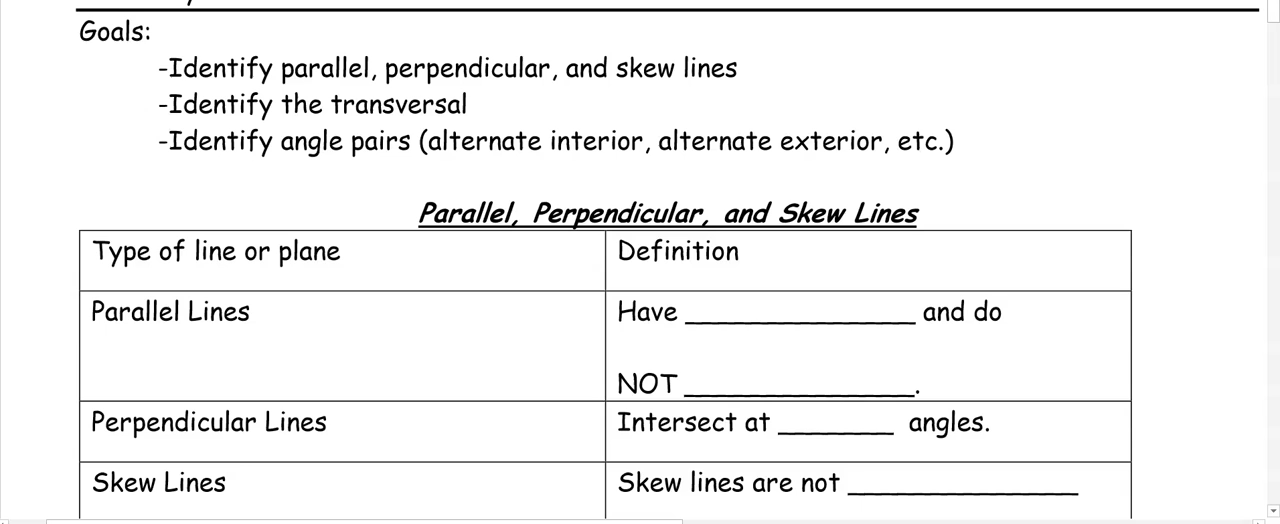 Goals:
-Identify parallel, perpendicular, and skew lines
-Identify the transversal
-Identify angle pairs (alternate interior, alternate exterior, etc.)
Parallel, Perpendicular, and Skew Lines
Type of line or plane
Definition
Parallel Lines
Have _______________ and do
NOT _______________.
Perpendicular Lines
Intersect at _______ angles.
Skew Lines
Skew lines are not _______________